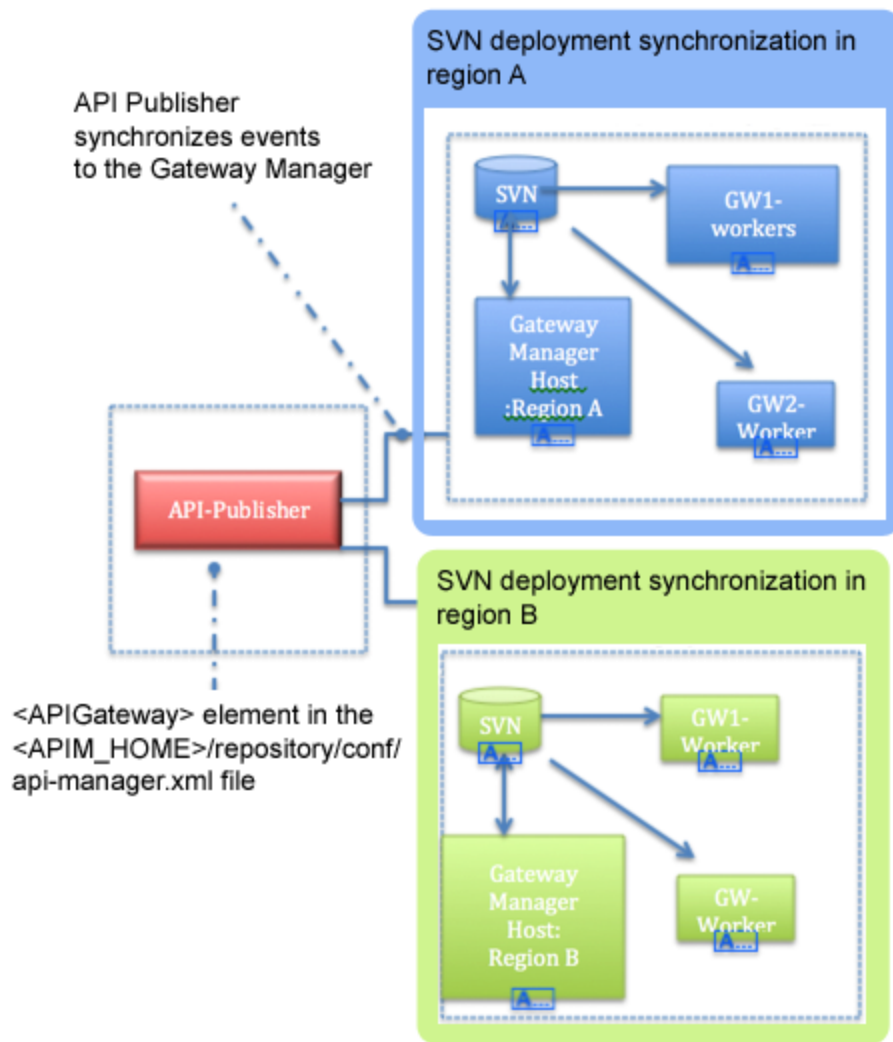 SVN deployment synchronization in
region A
API Publisher
synchronizes events
to the Gateway Manager
SVN
A...
GW1-
workers
A...
Gateway
Manager
Host
:Region A
A...
GW2-
Worker
A...
API-Publisher
<APIGateway> element in the
<APIM_HOME>/repository/conf/
api-manager.xml file
SVN deployment synchronization in
region B
SVN
A...
GW1-
Worker
A...
Gateway
Manager
Host:
Region B
A...
GW-
Worker
A...